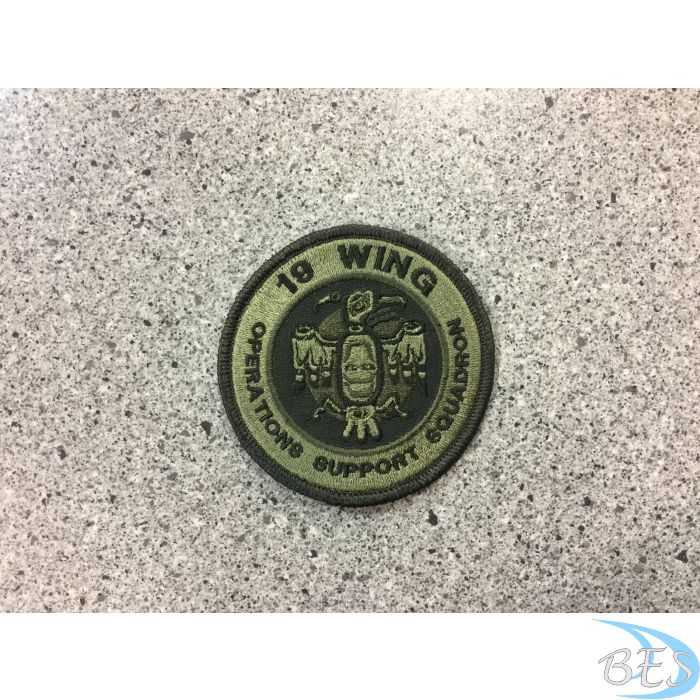 19 WING
OPERATIONS SUPPORT SQUADRON
BES